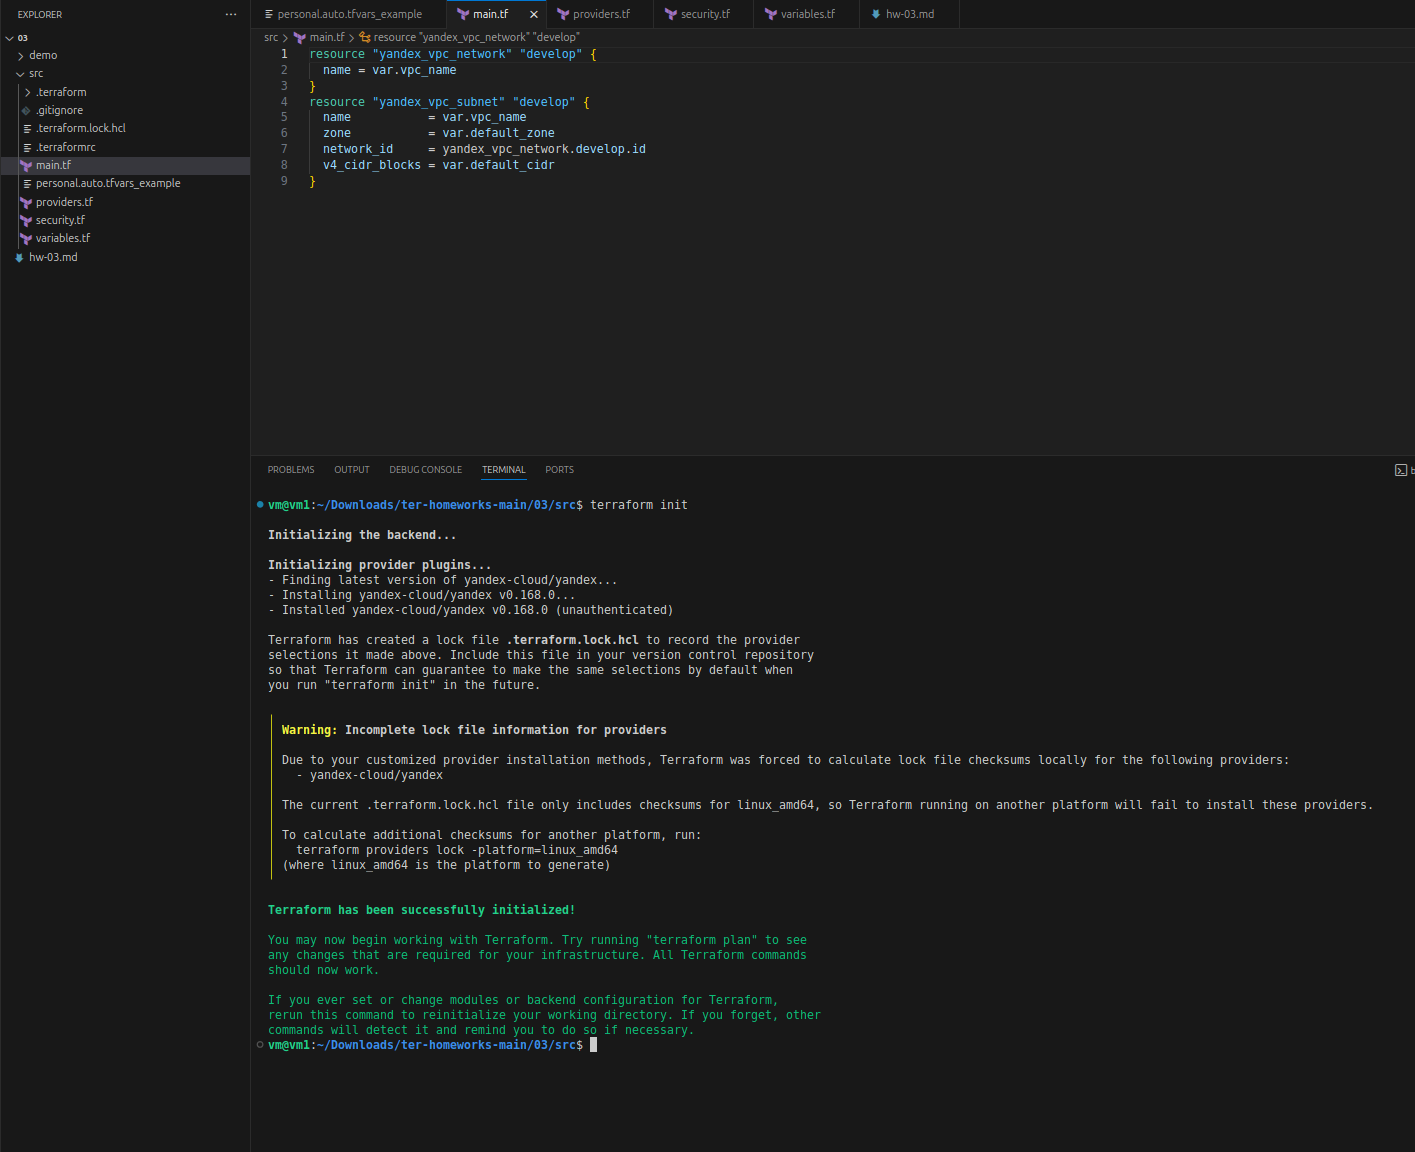 EXPLORER
03
demo
src
.terraform
.gitignore
.terraform.lock.hcl
.terraformrc
main.tf
personal.auto.tfvars_example
providers.tf
security.tf
variables.tf
hw-03.md
personal.auto.tfvars_example main.tf providers.tf security.tf variables.tf hw-03.md
src > main.tf > resource "yandex_vpc_network" "develop"
1 resource "yandex_vpc_network" "develop" {
2 name = var.vpc_name
3 }
4 resource "yandex_vpc_subnet" "develop" {
5 name = var.vpc_name
6 zone = var.default_zone
7 network_id = yandex_vpc_network.develop.id
8 v4_cidr_blocks = var.default_cidr
9 }
PROBLEMS OUTPUT DEBUG CONSOLE TERMINAL PORTS
vm@vm1:~/Downloads/ter-homeworks-main/03/src$ terraform init
Initializing the backend...
Initializing provider plugins...
- Finding latest version of yandex-cloud/yandex...
- Installing yandex-cloud/yandex v0.168.0...
- Installed yandex-cloud/yandex v0.168.0 (unauthenticated)
Terraform has created a lock file .terraform.lock.hcl to record the provider
selections it made above. Include this file in your version control repository
so that Terraform can guarantee to make the same selections by default when
you run "terraform init" in the future.
Warning: Incomplete lock file information for providers
Due to your customized provider installation methods, Terraform was forced to calculate lock file checksums locally for the following providers:
- yandex-cloud/yandex
The current .terraform.lock.hcl file only includes checksums for linux_amd64, so Terraform running on another platform will fail to install these providers.
To calculate additional checksums for another platform, run:
terraform providers lock -platform=linux_amd64
(where linux_amd64 is the platform to generate)
Terraform has been successfully initialized!
You may now begin working with Terraform. Try running "terraform plan" to see
any changes that are required for your infrastructure. All Terraform commands
should now work.
If you ever set or change modules or backend configuration for Terraform,
rerun this command to reinitialize your working directory. If you forget, other
commands will detect it and remind you to do so if necessary.
vm@vm1:~/Downloads/ter-homeworks-main/03/src$